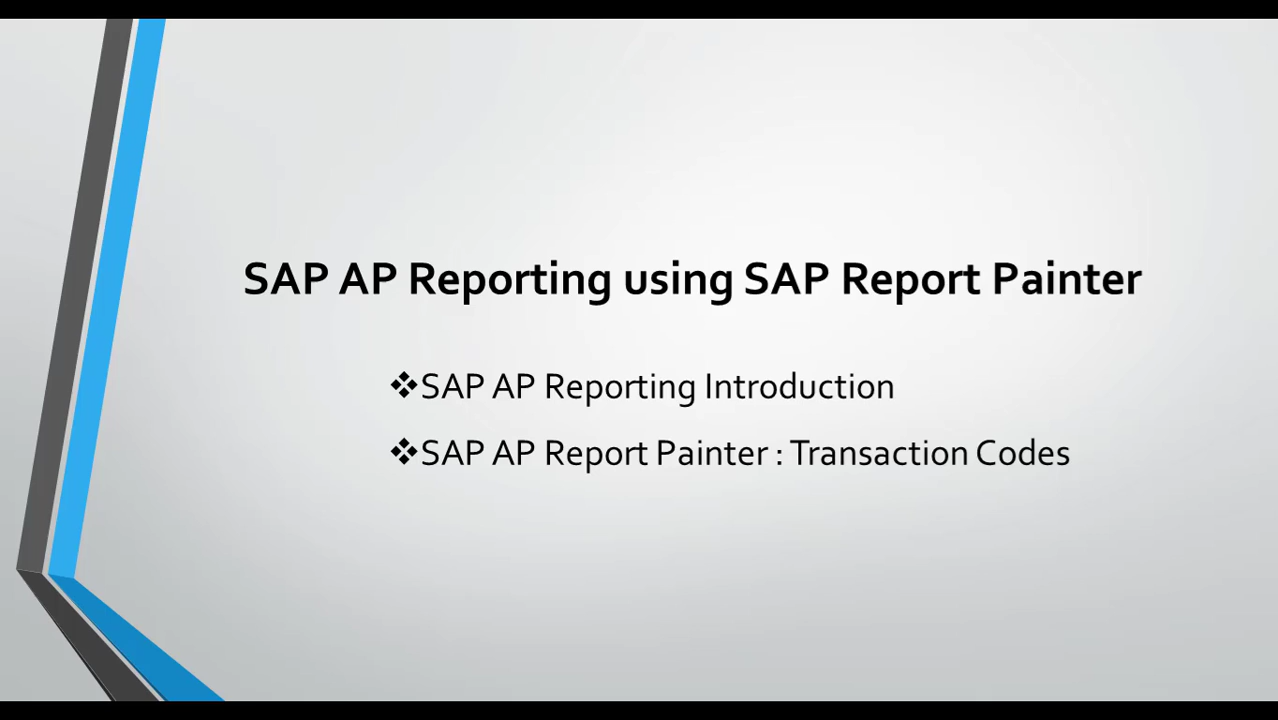 SAP AP Reporting using SAP Report Painter
❖SAP AP Reporting Introduction
❖SAP AP Report Painter : Transaction Codes